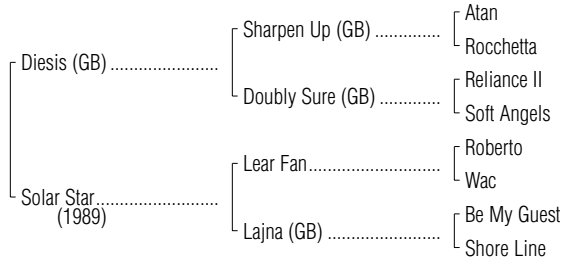 Atan
Sharpen Up (GB) ..............
Rocchetta
Diesis (GB) .......................
Reliance II
Doubly Sure (GB) .............
Soft Angels
Roberto
Lear Fan............................
Wac
Solar Star..........................
(1989)
Be My Guest
Lajna (GB) ........................
Shore Line